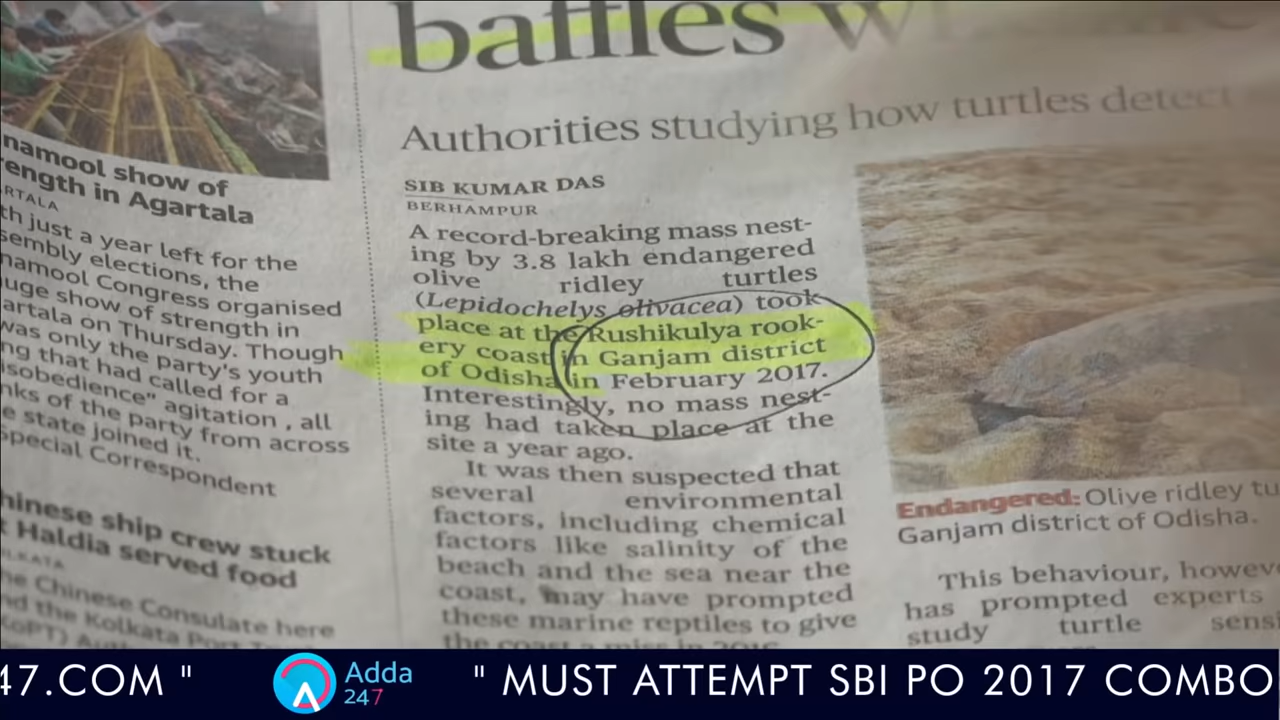 baffles
Authorities studying how turtles detect
namool show of
rength in Agartala
RTALA
th just a year left for the
sembly elections, the
namool Congress organised
uge show of strength in
artala on Thursday. Though
was only the party's youth
ng that had called for a
isobedience" agitation , all
nks of the party from across
e state joined it.
Special Correspondent
hinese ship crew stuck
t Haldia served food
LKATA
he Chinese Consulate here
nd the Kolkata Port
KoPT)
SIB KUMAR DAS
BERHAMPUR
A record-breaking mass nest-
ing by 3.8 lakh endangered
olive ridley turtles
(Lepidochelys olivacea) took
place at the Rushikulya rook-
ery coast in Ganjam district
of Odisha in February 2017.
Interestingly, no mass nest-
ing had taken place at the
site a year ago.
It was then suspected that
several environmental
factors, including chemical
factors like salinity of the
beach and the sea near the
coast, may have prompted
these marine reptiles to give
the coast a miss in 2016.
Endangered: Olive ridley tu
Ganjam district of Odisha.
This behaviour, howeve
has prompted experts
study turtle sensi
47.COM "
Adda
247
" MUST ATTEMPT SBI PO 2017 COMBO